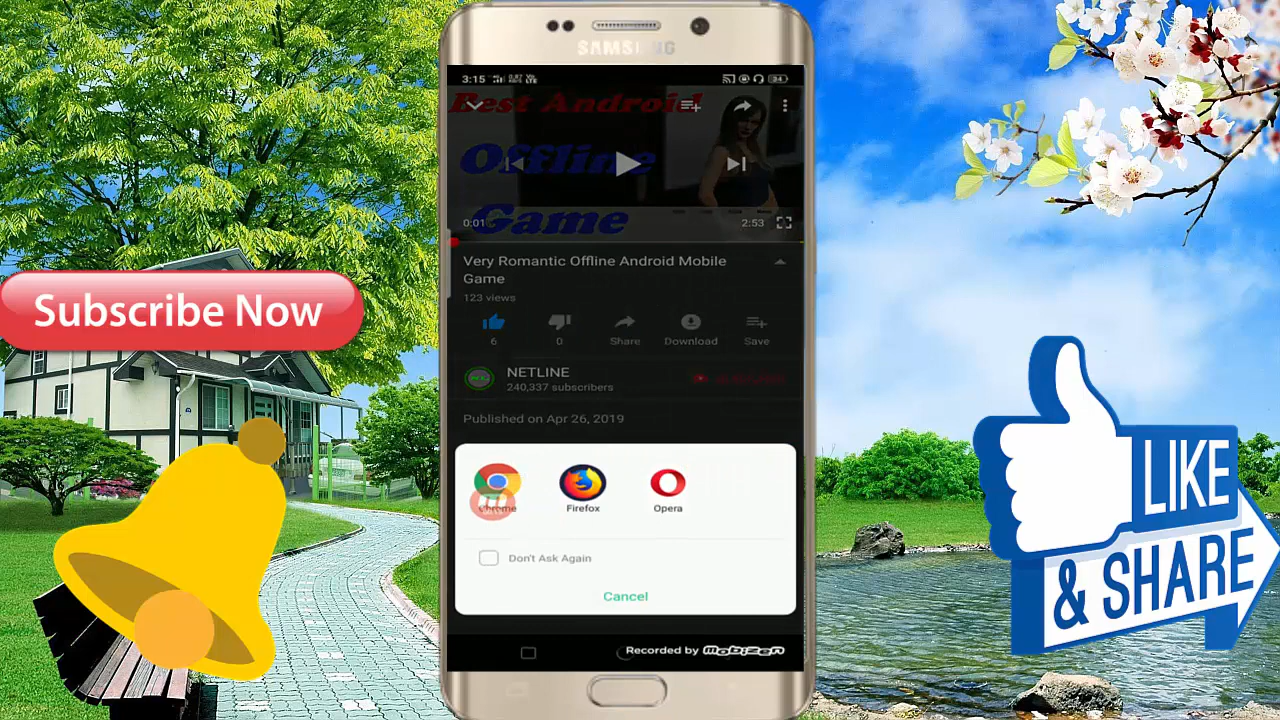 SAMSUNG
3:15
34
Best Android
Offline
Game
0:01
2:53
Very Romantic Offline Android Mobile
Game
123 views
6
0
Share
Download
Save
NETLINE
240,337 subscribers
Published on Apr 26, 2019
Chrome
Firefox
Opera
Don't Ask Again
Cancel
Recorded by mobizen
Subscribe Now
LIKE
& SHARE